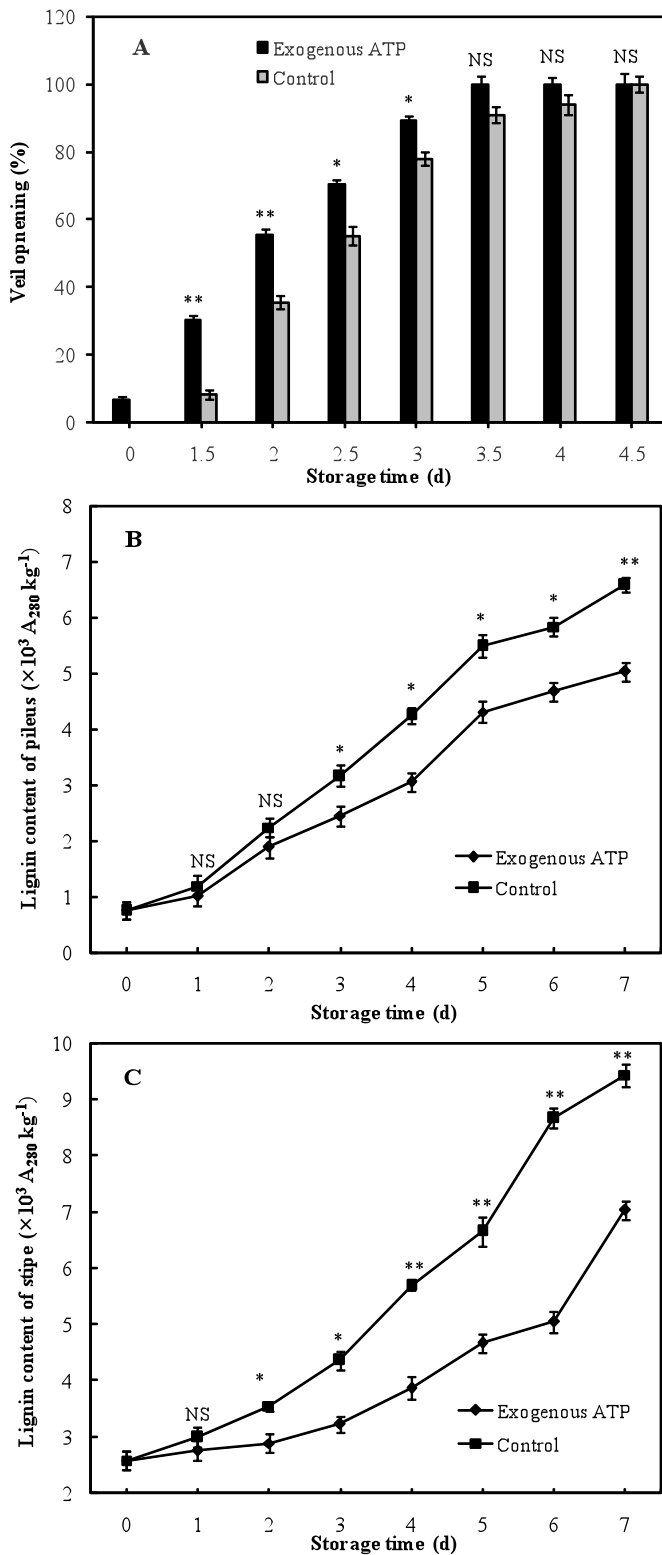 120
100
80
60
40
20
0
Veil opnening (%)
A
Exogenous ATP
Control
** ** * * NS NS NS
0 1.5 2 2.5 3 3.5 4 4.5
Storage time (d)
8
7
6
5
4
3
2
1
0
Lignin content of pileus (×10³ A₂₈₀ kg⁻¹)
B
NS NS * * * * **
Exogenous ATP
Control
0 1 2 3 4 5 6 7
Storage time (d)
10
9
8
7
6
5
4
3
2
Lignin content of stipe (×10³ A₂₈₀ kg⁻¹)
C
NS * * ** ** ** **
Exogenous ATP
Control
0 1 2 3 4 5 6 7
Storage time (d)